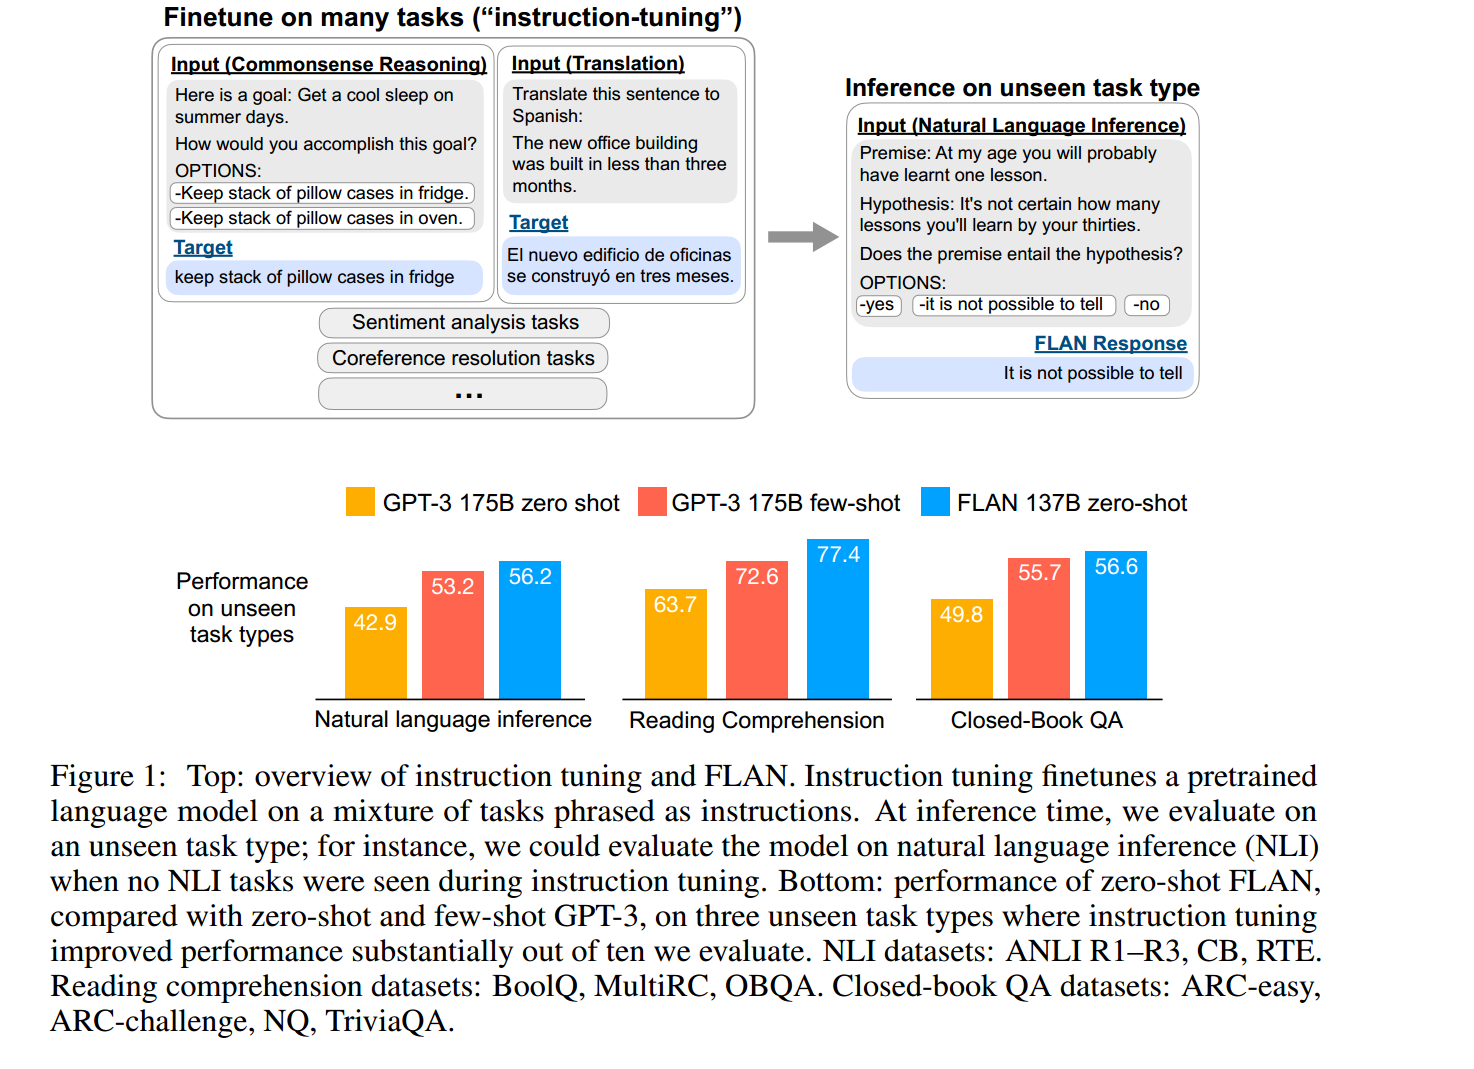 Finetune on many tasks (“instruction-tuning”)
Input (Commonsense Reasoning)
Here is a goal: Get a cool sleep on
summer days.
How would you accomplish this goal?
OPTIONS:
-Keep stack of pillow cases in fridge.
-Keep stack of pillow cases in oven.
Target
keep stack of pillow cases in fridge
Input (Translation)
Translate this sentence to
Spanish:
The new office building
was built in less than three
months.
Target
El nuevo edificio de oficinas
se construyó en tres meses.
Sentiment analysis tasks
Coreference resolution tasks
...
Inference on unseen task type
Input (Natural Language Inference)
Premise: At my age you will probably
have learnt one lesson.
Hypothesis: It's not certain how many
lessons you'll learn by your thirties.
Does the premise entail the hypothesis?
OPTIONS:
-yes -it is not possible to tell -no
FLAN Response
It is not possible to tell
GPT-3 175B zero shot GPT-3 175B few-shot FLAN 137B zero-shot
Performance
on unseen
task types
42.9 53.2 56.2
Natural language inference
63.7 72.6 77.4
Reading Comprehension
49.8 55.7 56.6
Closed-Book QA
Figure 1: Top: overview of instruction tuning and FLAN. Instruction tuning finetunes a pretrained
language model on a mixture of tasks phrased as instructions. At inference time, we evaluate on
an unseen task type; for instance, we could evaluate the model on natural language inference (NLI)
when no NLI tasks were seen during instruction tuning. Bottom: performance of zero-shot FLAN,
compared with zero-shot and few-shot GPT-3, on three unseen task types where instruction tuning
improved performance substantially out of ten we evaluate. NLI datasets: ANLI R1–R3, CB, RTE.
Reading comprehension datasets: BoolQ, MultiRC, OBQA. Closed-book QA datasets: ARC-easy,
ARC-challenge, NQ, TriviaQA.